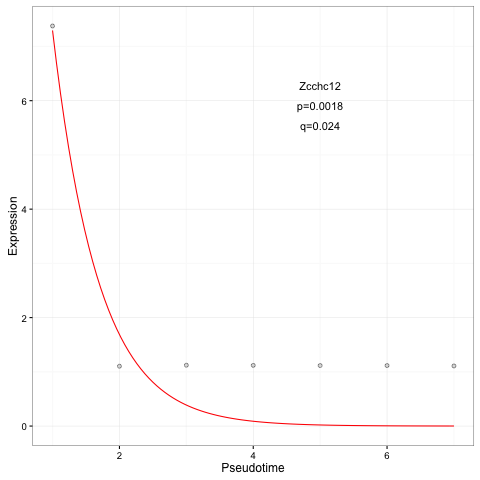 Zcchc12
p=0.0018
q=0.024
6
4
2
0
Expression
2
4
6
Pseudotime